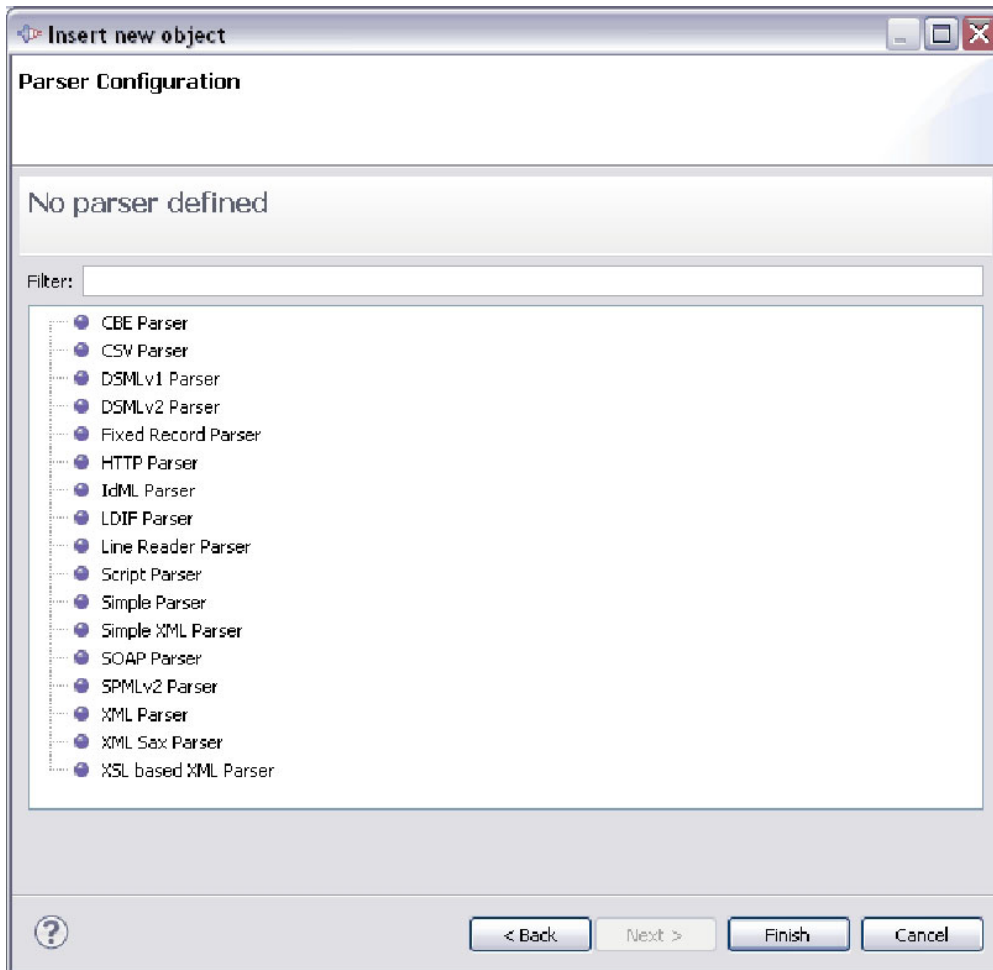 Insert new object
Parser Configuration
No parser defined
Filter:
CBE Parser
CSV Parser
DSMLv1 Parser
DSMLv2 Parser
Fixed Record Parser
HTTP Parser
IdML Parser
LDIF Parser
Line Reader Parser
Script Parser
Simple Parser
Simple XML Parser
SOAP Parser
SPMLv2 Parser
XML Parser
XML Sax Parser
XSL based XML Parser
? < Back Next > Finish Cancel